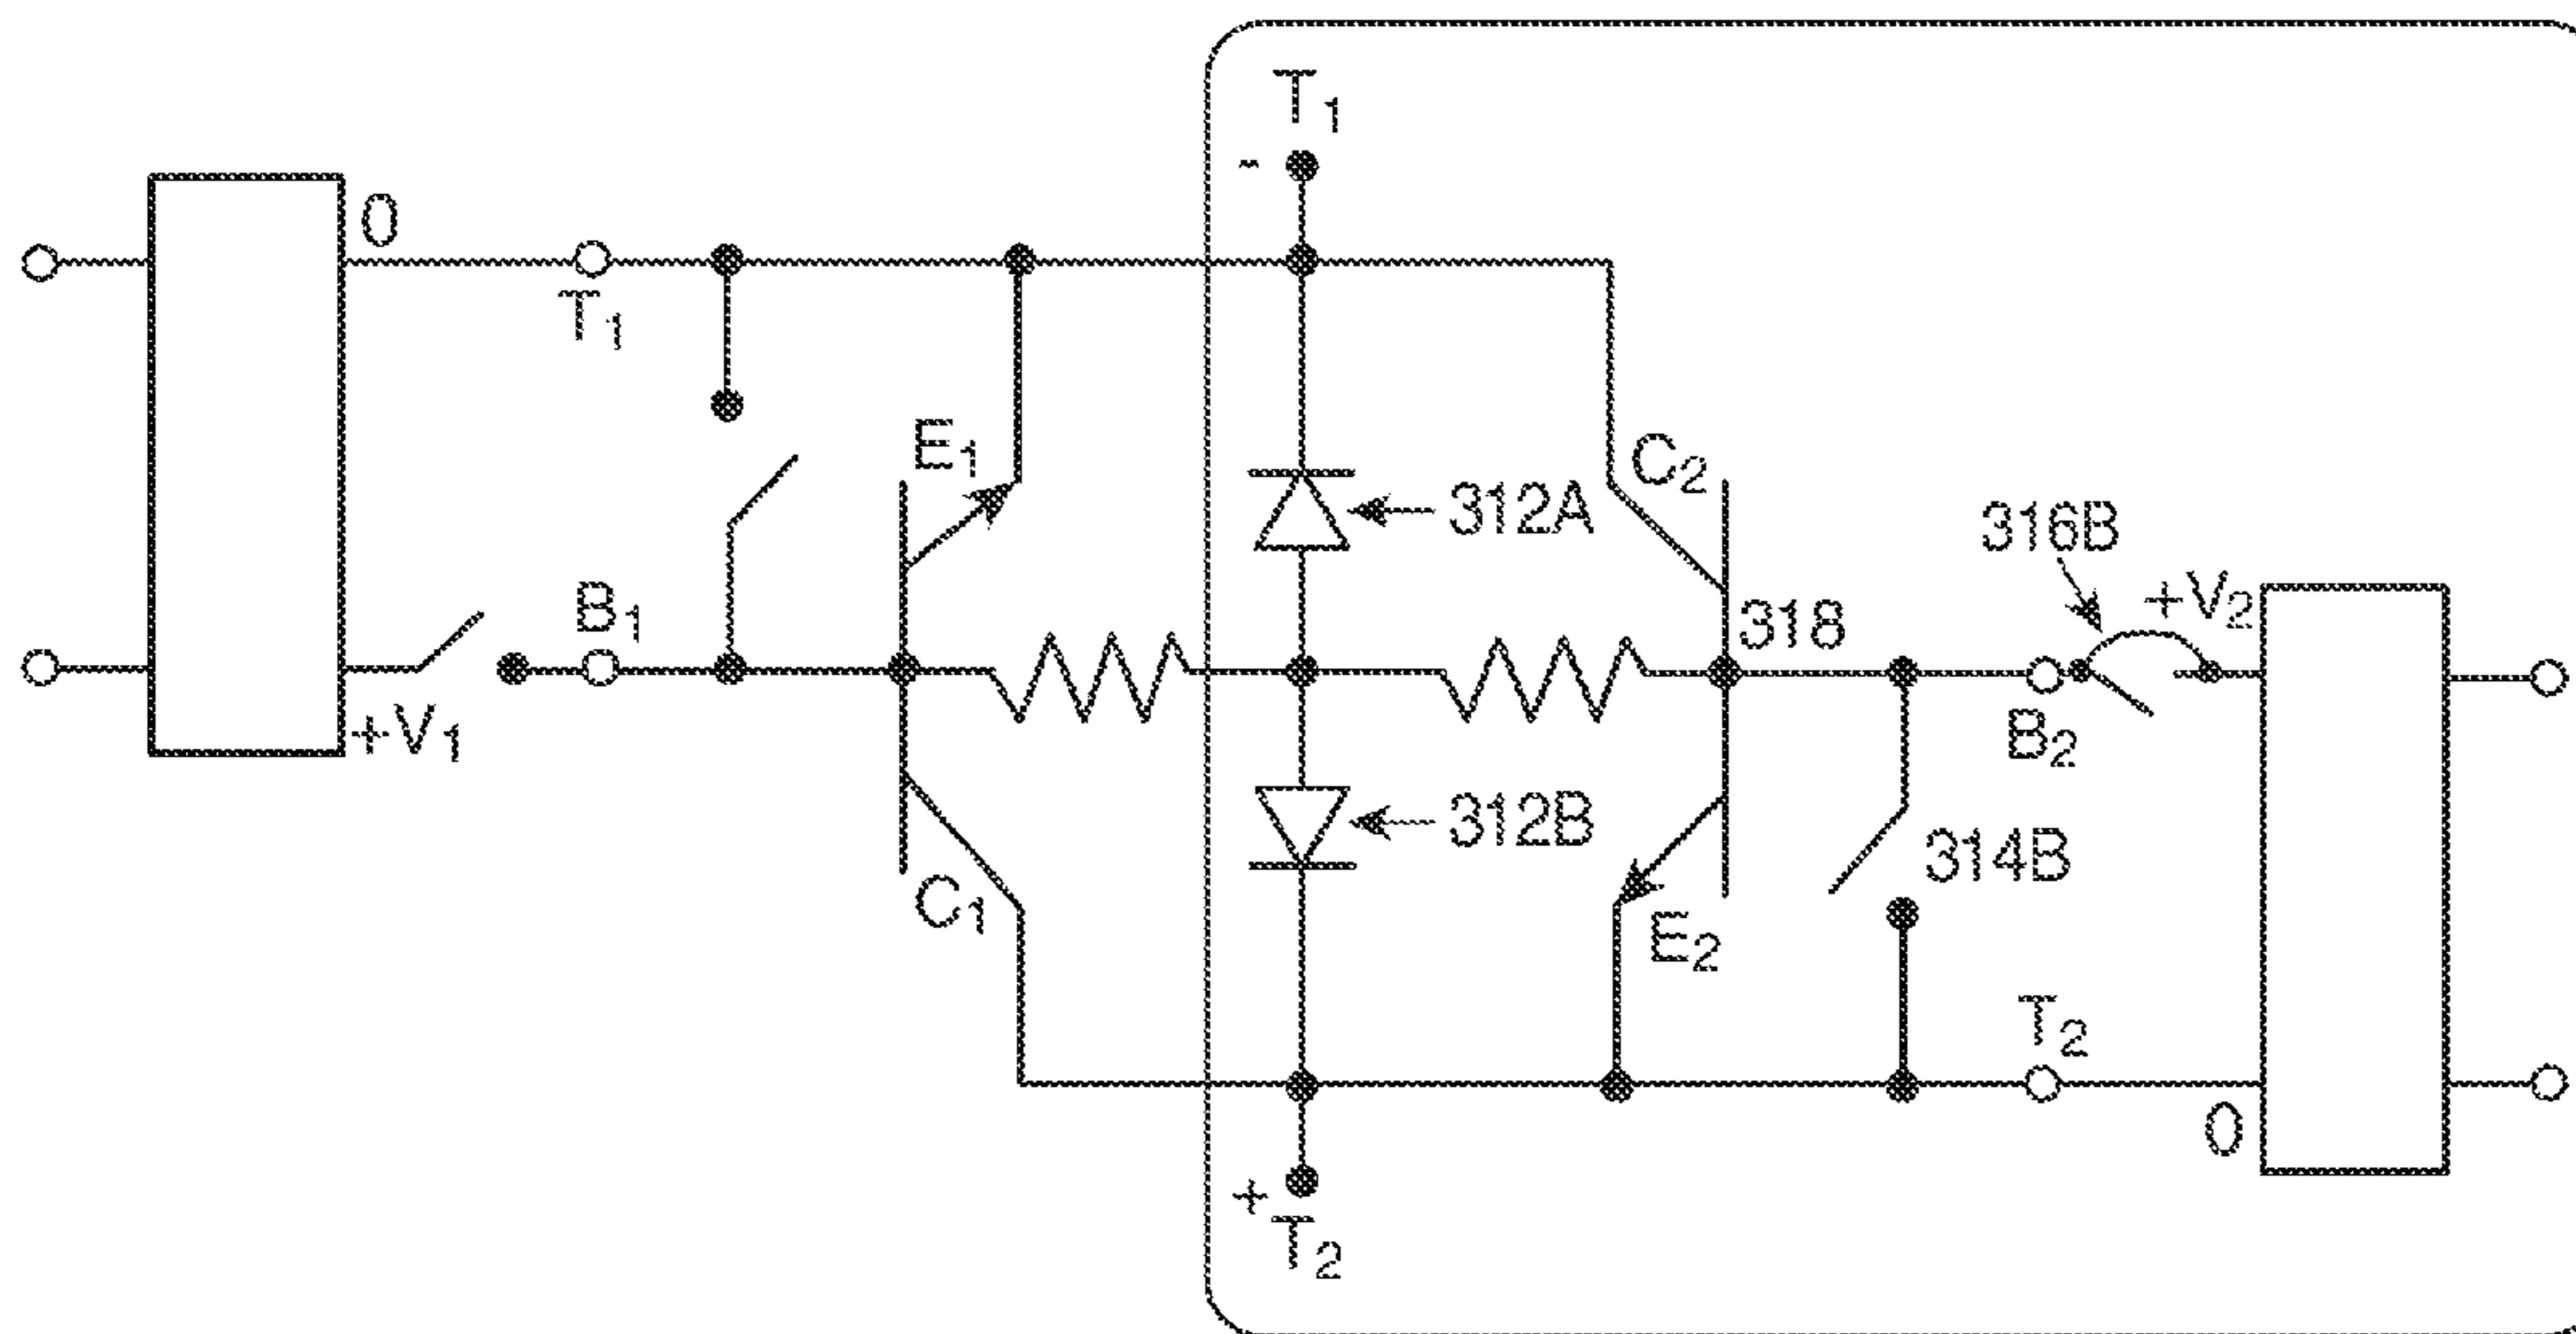 T₁
-
0
T₁
E₁
C₂
312A
316B
B₁
318
+V₂
+V₁
B₂
312B
314B
C₁
E₂
T₂
0
+
T₂